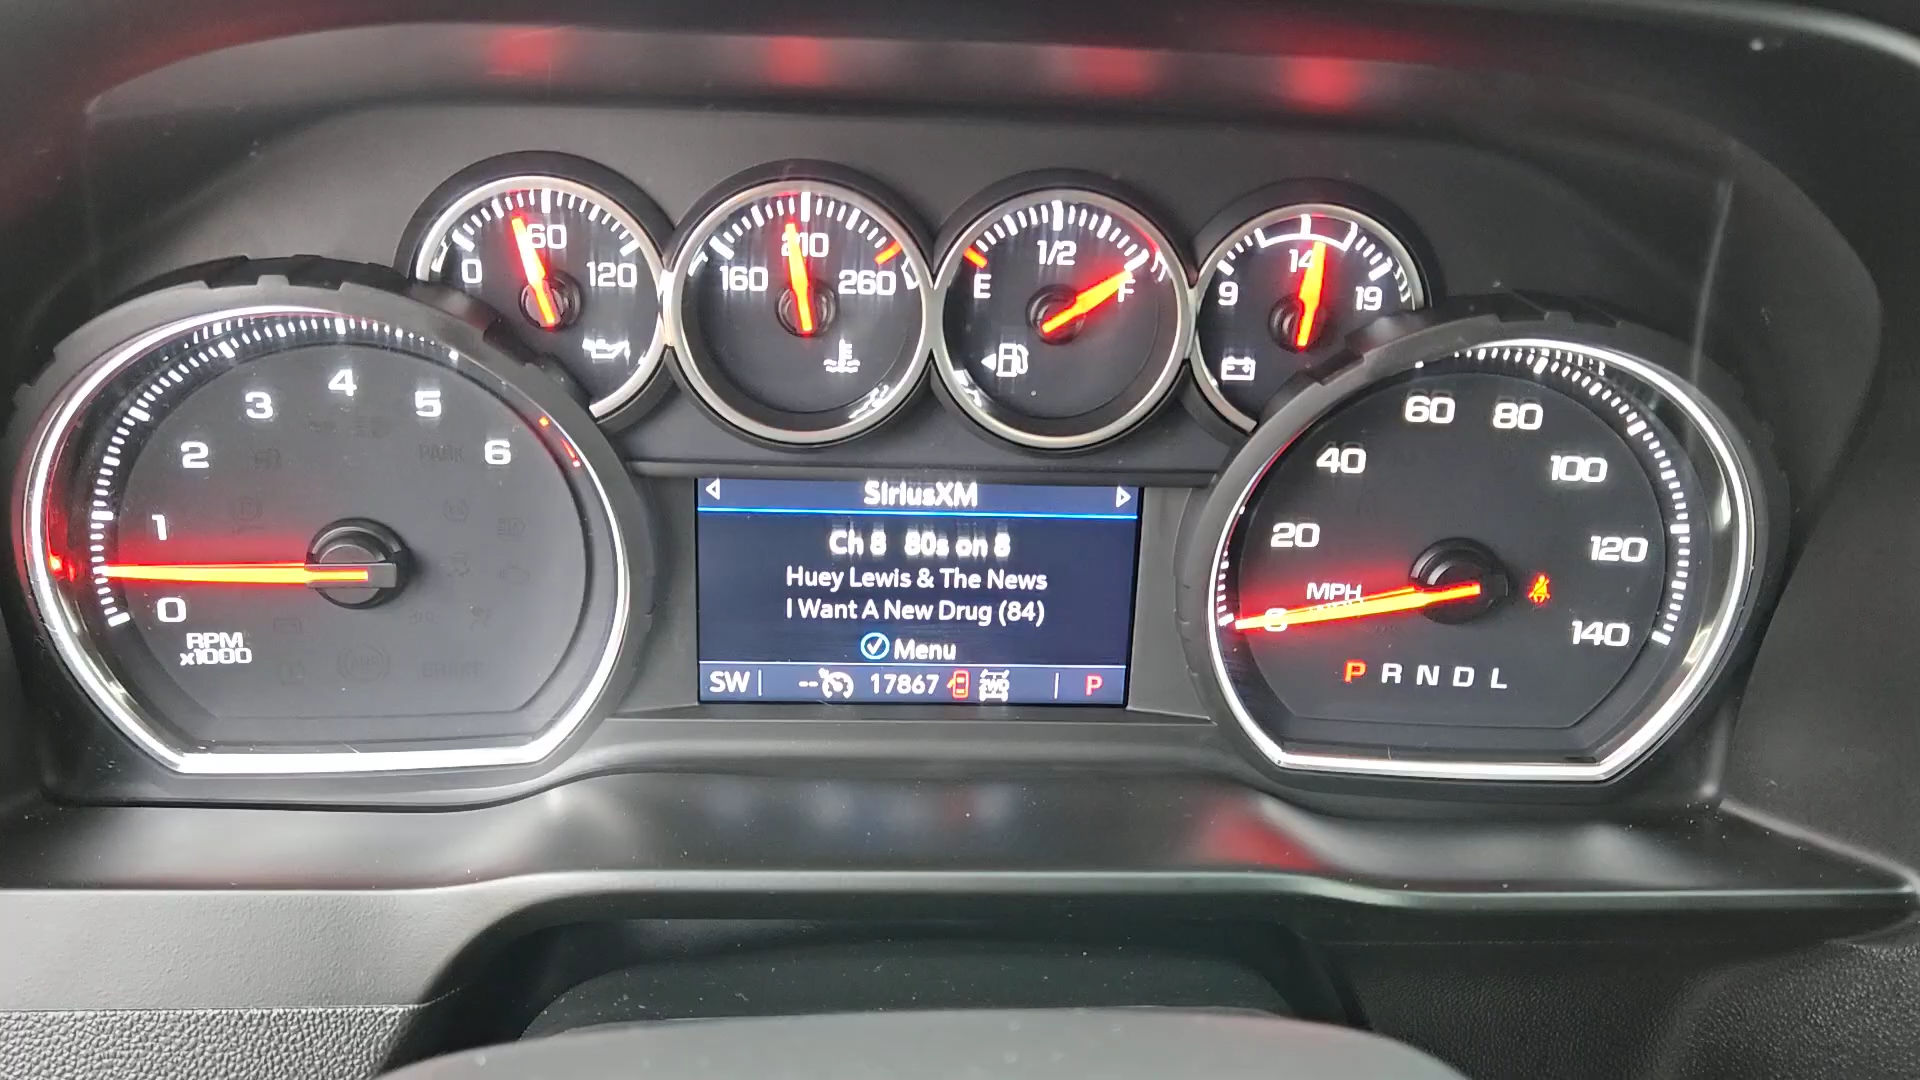 0 60 120
160 210 260
E 1/2 F
9 14 19
0 1 2 3 4 5 6
RPM
x1000
SiriusXM
Ch 8 80s on 8
Huey Lewis & The News
I Want A New Drug (84)
Menu
SW -- 17867 2WD P
0 20 40 60 80 100 120 140
MPH
P R N D L
PARK